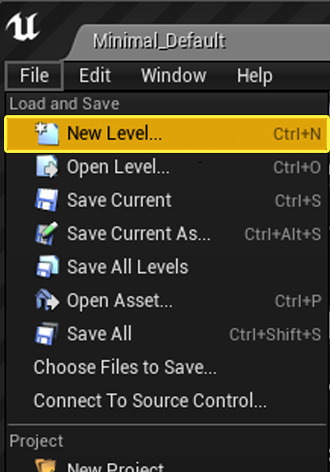 Minimal_Default
File Edit Window Help
Load and Save
New Level... Ctrl+N
Open Level... Ctrl+O
Save Current Ctrl+S
Save Current As... Ctrl+Alt+S
Save All Levels
Open Asset... Ctrl+P
Save All Ctrl+Shift+S
Choose Files to Save...
Connect To Source Control...
Project
New Project...